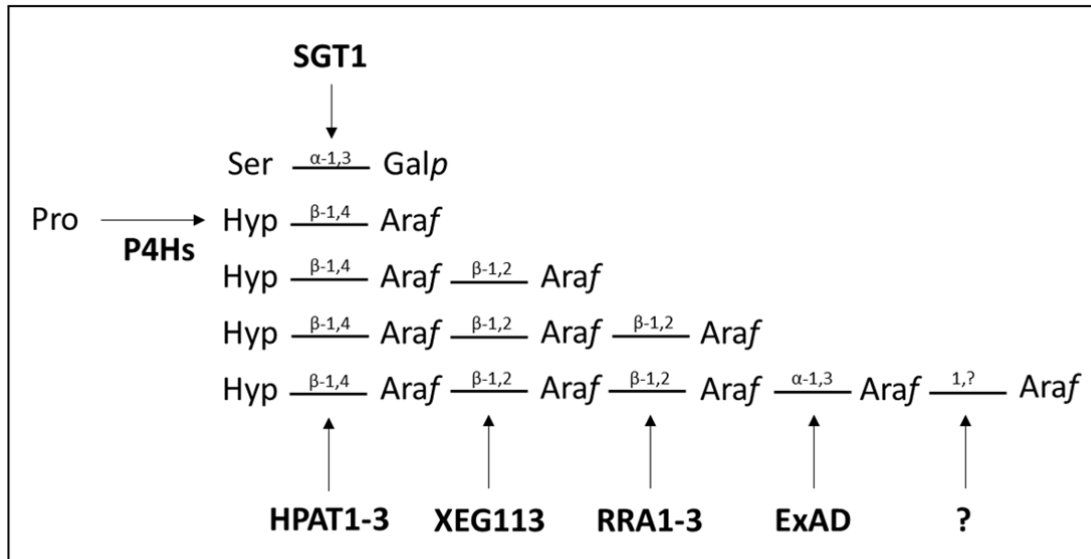 SGT1
Ser α-1,3 Galp
Pro P4Hs Hyp β-1,4 Araf
Hyp β-1,4 Araf β-1,2 Araf
Hyp β-1,4 Araf β-1,2 Araf β-1,2 Araf
Hyp β-1,4 Araf β-1,2 Araf β-1,2 Araf α-1,3 Araf 1,? Araf
HPAT1-3 XEG113 RRA1-3 ExAD ?